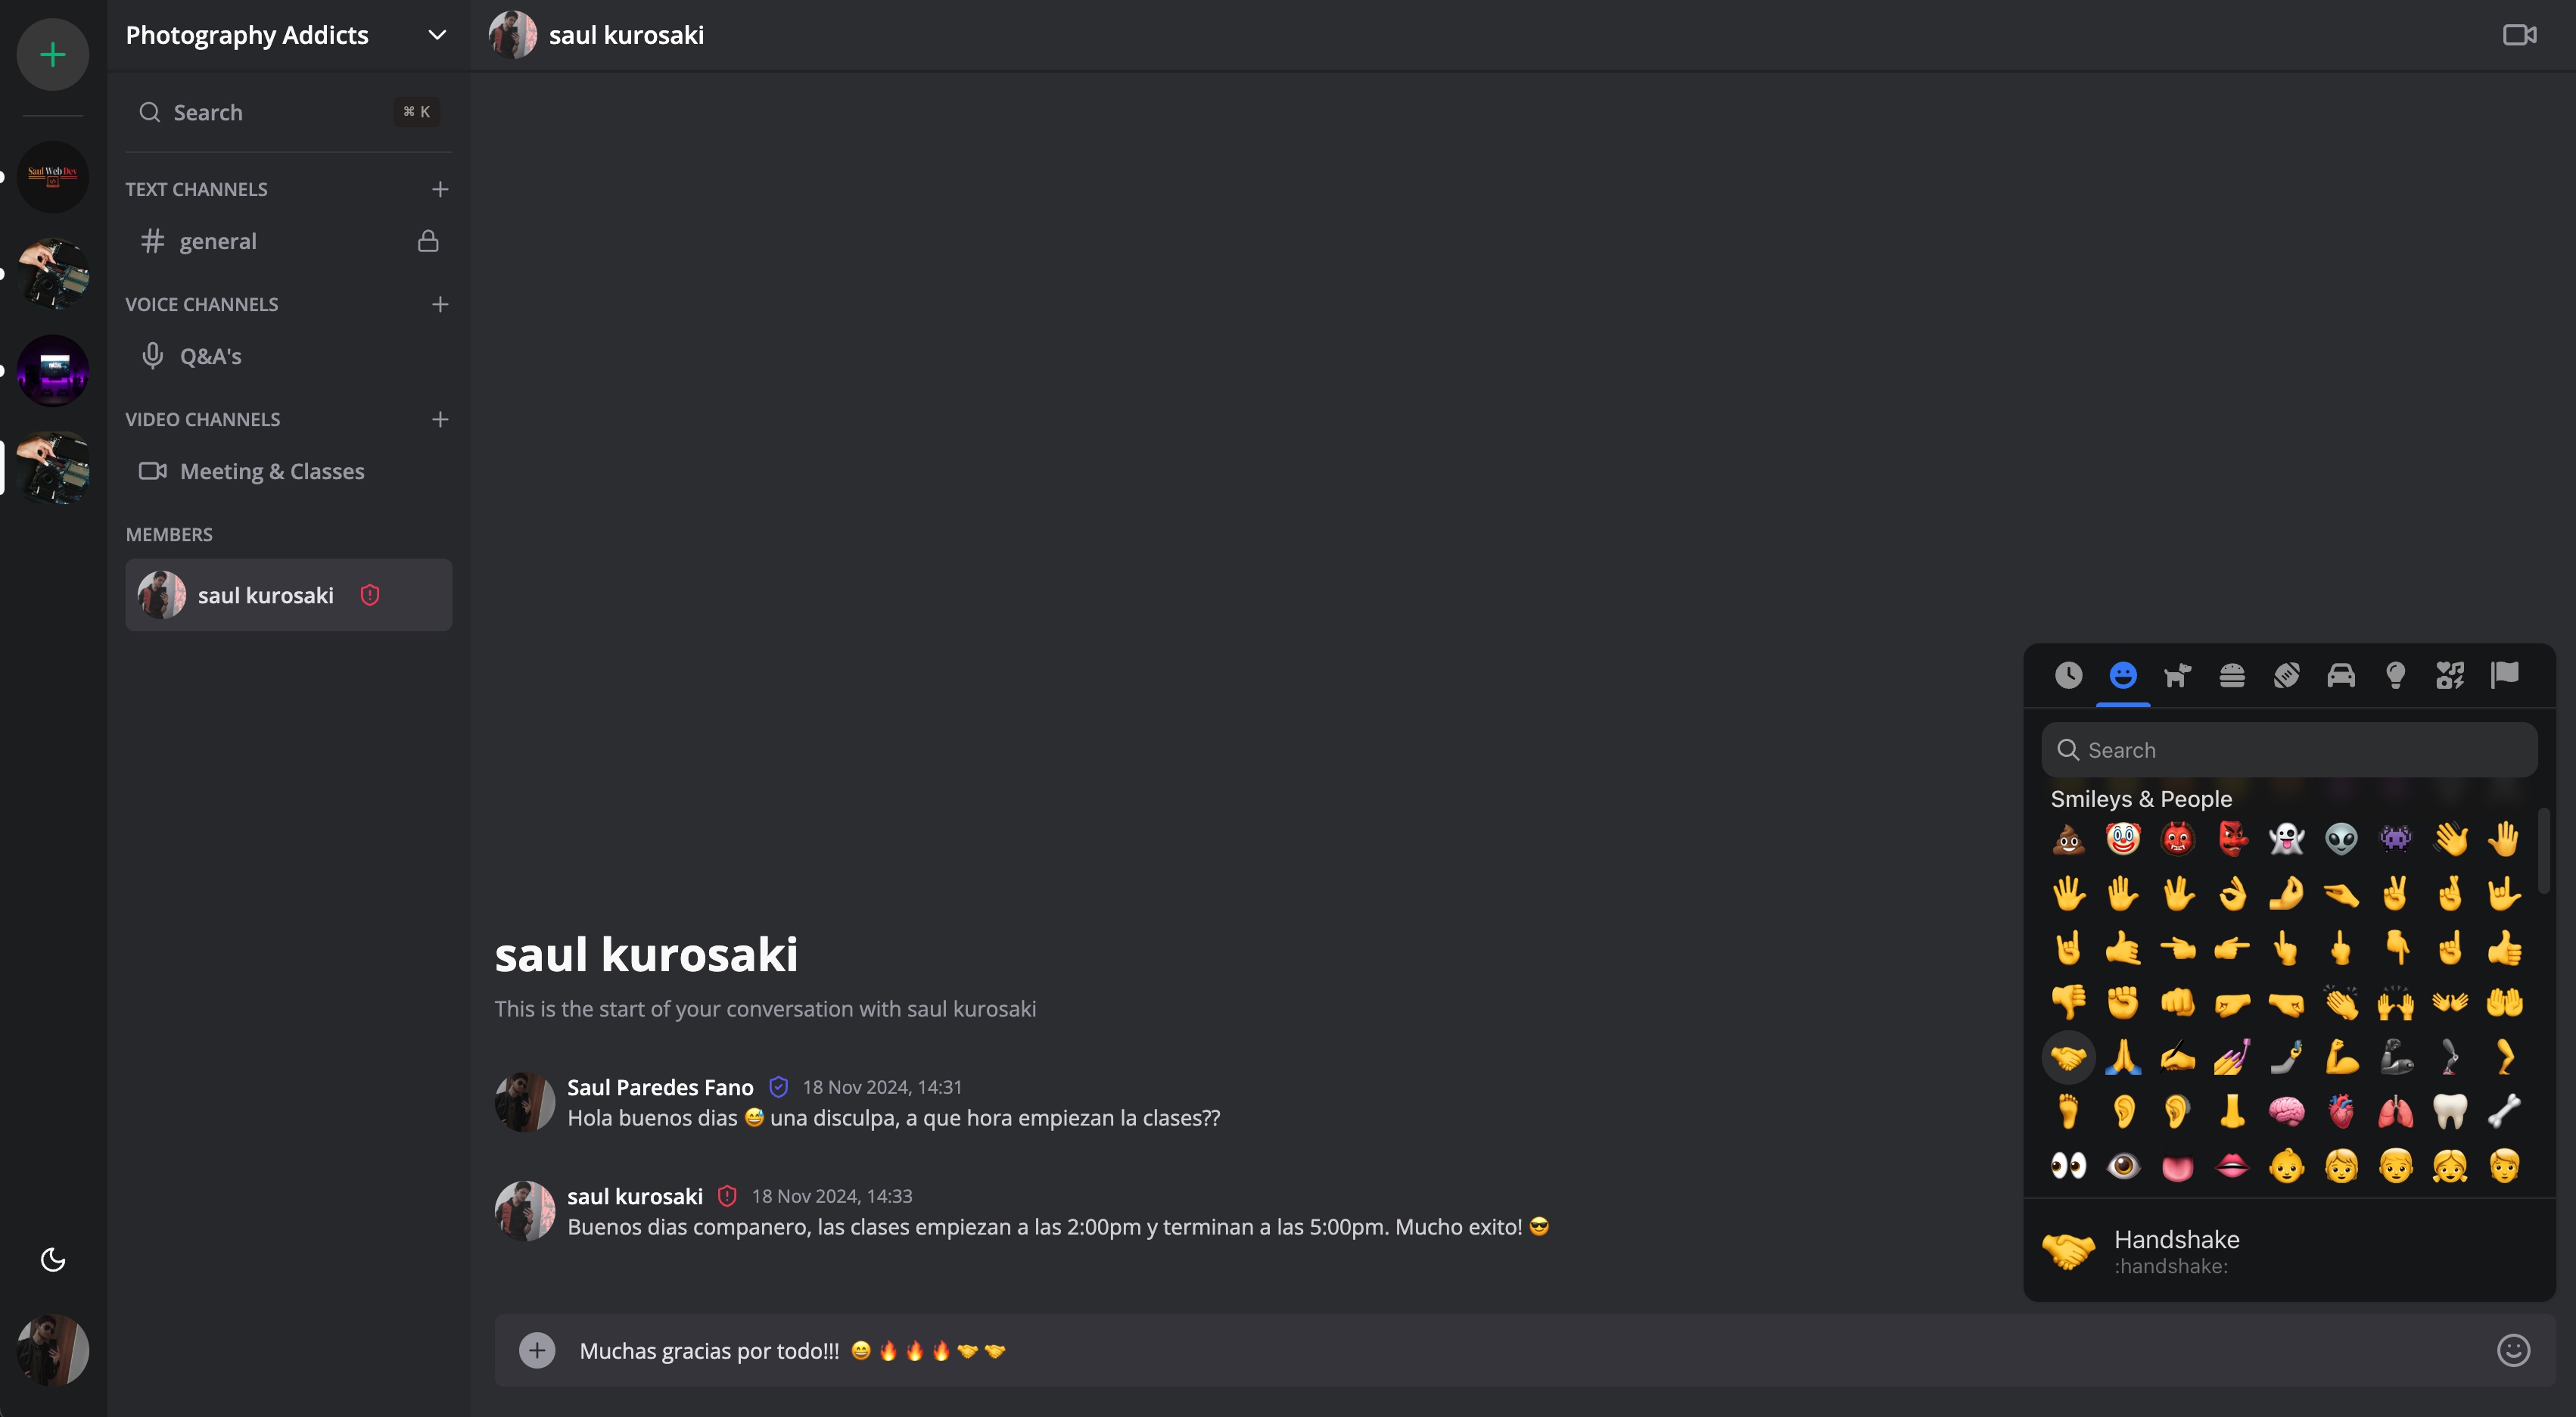 Photography Addicts
Search
⌘ K
TEXT CHANNELS
general
VOICE CHANNELS
Q&A's
VIDEO CHANNELS
Meeting & Classes
MEMBERS
saul kurosaki
Saul Web Dev
saul kurosaki
saul kurosaki
This is the start of your conversation with saul kurosaki
Saul Paredes Fano 18 Nov 2024, 14:31
Hola buenos dias 😅 una disculpa, a que hora empiezan la clases??
saul kurosaki 18 Nov 2024, 14:33
Buenos dias companero, las clases empiezan a las 2:00pm y terminan a las 5:00pm. Mucho exito! 😎
Muchas gracias por todo!!! 😄🔥🔥🔥🤝🤝
Search
Smileys & People
Handshake
:handshake: